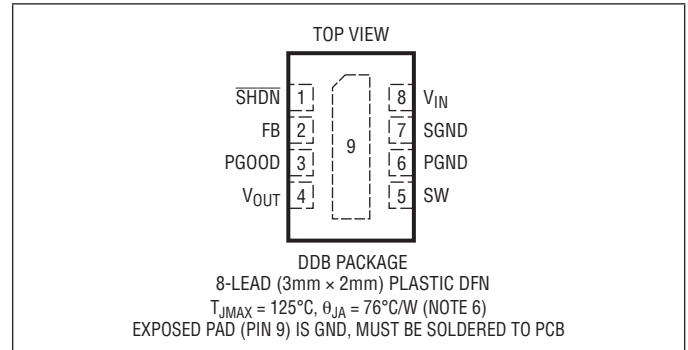 TOP VIEW
SHDN 1 8 VIN
FB 2 7 SGND
9
PGOOD 3 6 PGND
VOUT 4 5 SW
DDB PACKAGE
8-LEAD (3mm × 2mm) PLASTIC DFN
TJMAX = 125°C, θJA = 76°C/W (NOTE 6)
EXPOSED PAD (PIN 9) IS GND, MUST BE SOLDERED TO PCB